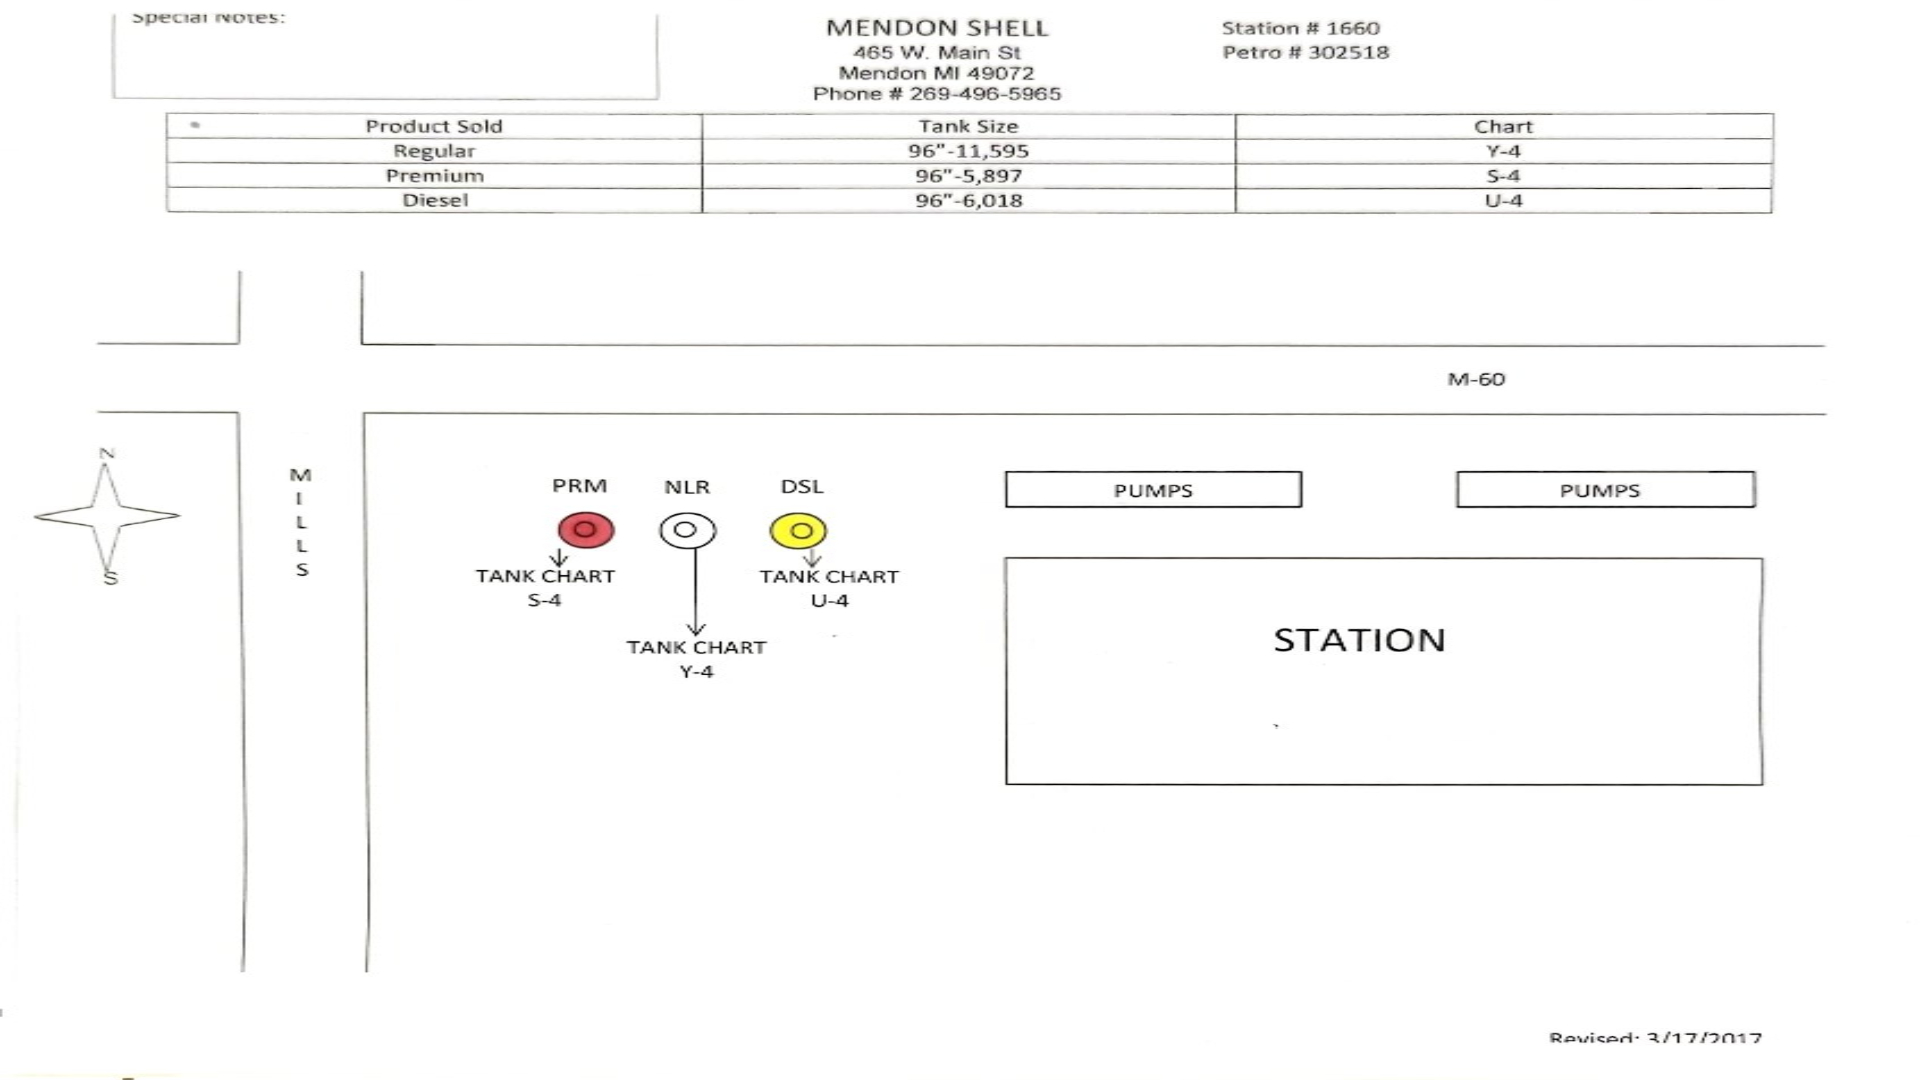 Special Notes:
MENDON SHELL
465 W. Main St
Mendon MI 49072
Phone # 269-496-5965
Station # 1660
Petro # 302518
Product Sold Tank Size Chart
Regular 96"-11,595 Y-4
Premium 96"-5,897 S-4
Diesel 96"-6,018 U-4
M-60
N
S
MILLS
PRM NLR DSL
TANK CHART
S-4
TANK CHART
Y-4
TANK CHART
U-4
PUMPS
PUMPS
STATION
Revised: 3/17/2017